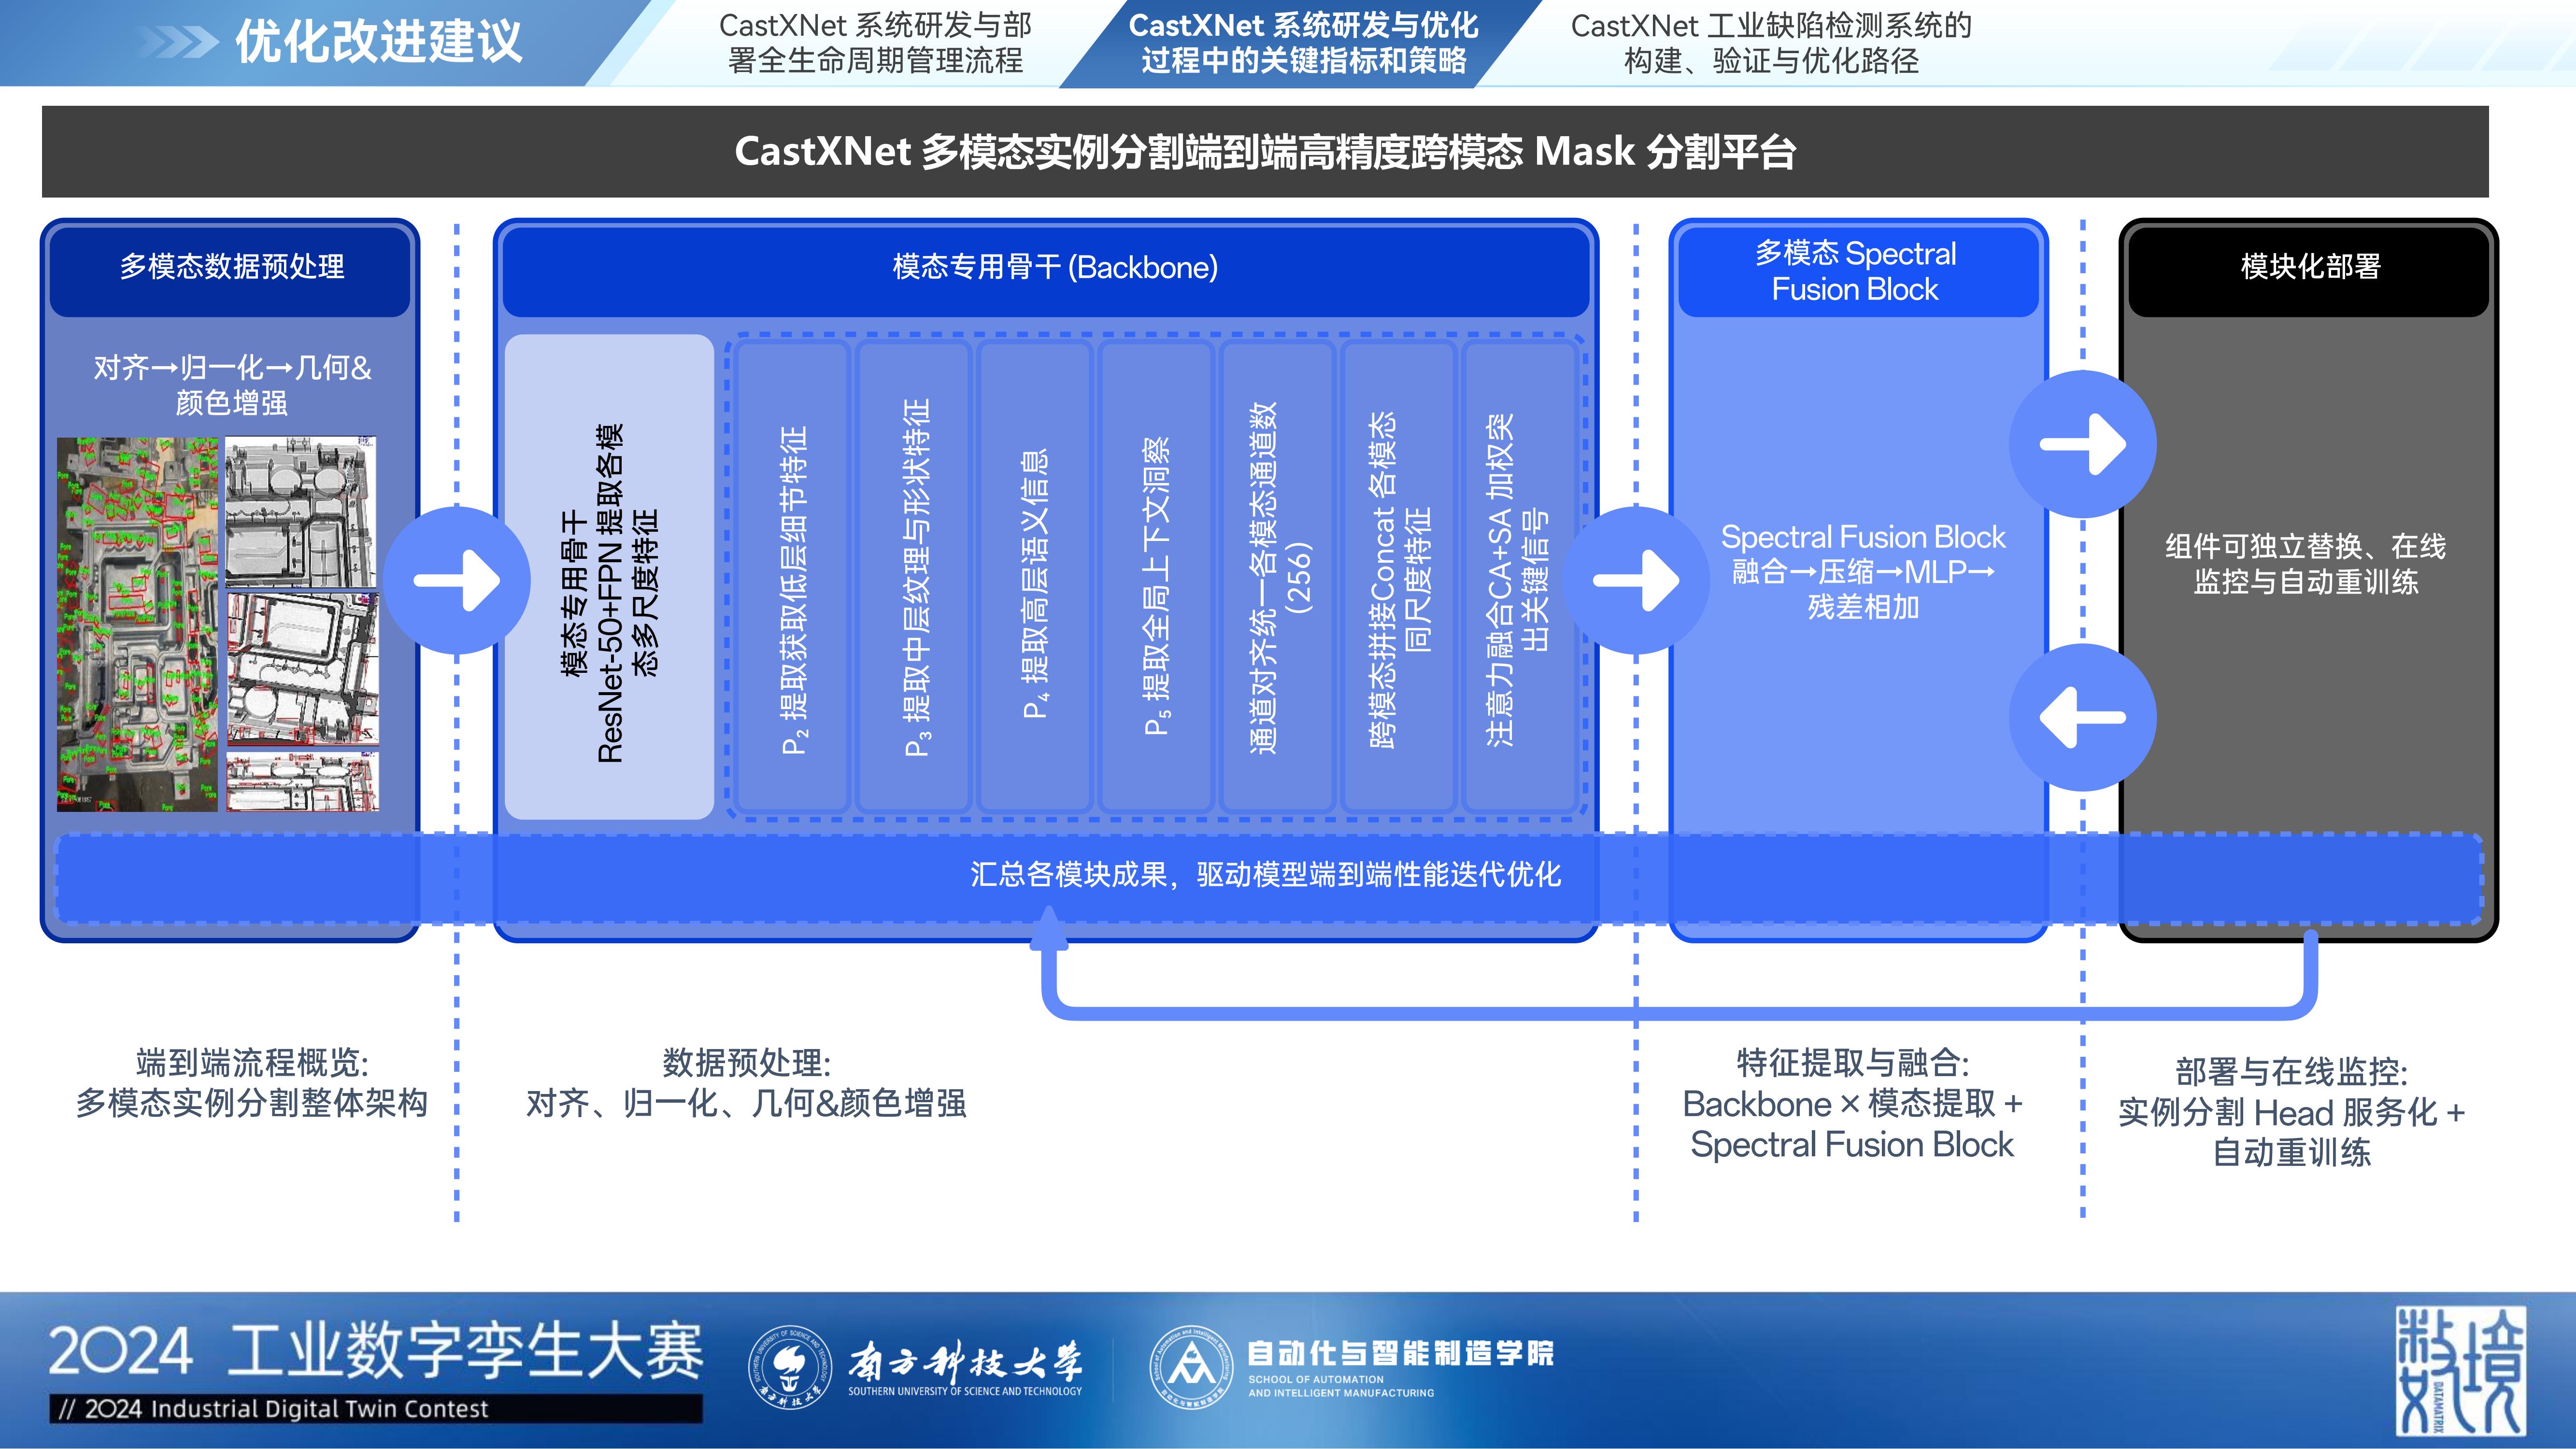 优化改进建议
CastXNet 系统研发与部
署全生命周期管理流程
CastXNet 系统研发与优化
过程中的关键指标和策略
CastXNet 工业缺陷检测系统的
构建、验证与优化路径
CastXNet 多模态实例分割端到端高精度跨模态 Mask 分割平台
多模态数据预处理
对齐→归一化→几何&
颜色增强
模态专用骨干 (Backbone)
模态专用骨干
ResNet-50+FPN 提取各模
态多尺度特征
P₂ 提取获取低层细节特征
P₃ 提取中层纹理与形状特征
P₄ 提取高层语义信息
P₅ 提取全局上下文洞察
通道对齐统一各模态通道数
(256)
跨模态拼接Concat 各模态
同尺度特征
注意力融合CA+SA 加权突
出关键信号
多模态 Spectral
Fusion Block
Spectral Fusion Block
融合→压缩→MLP→
残差相加
模块化部署
组件可独立替换、在线
监控与自动重训练
汇总各模块成果，驱动模型端到端性能迭代优化
端到端流程概览:
多模态实例分割整体架构
数据预处理:
对齐、归一化、几何&颜色增强
特征提取与融合:
Backbone × 模态提取 +
Spectral Fusion Block
部署与在线监控:
实例分割 Head 服务化 +
自动重训练
2024 工业数字孪生大赛
// 2024 Industrial Digital Twin Contest
南方科技大学
SOUTHERN UNIVERSITY OF SCIENCE AND TECHNOLOGY
自动化与智能制造学院
SCHOOL OF AUTOMATION
AND INTELLIGENT MANUFACTURING
数境
DATAMATRIX